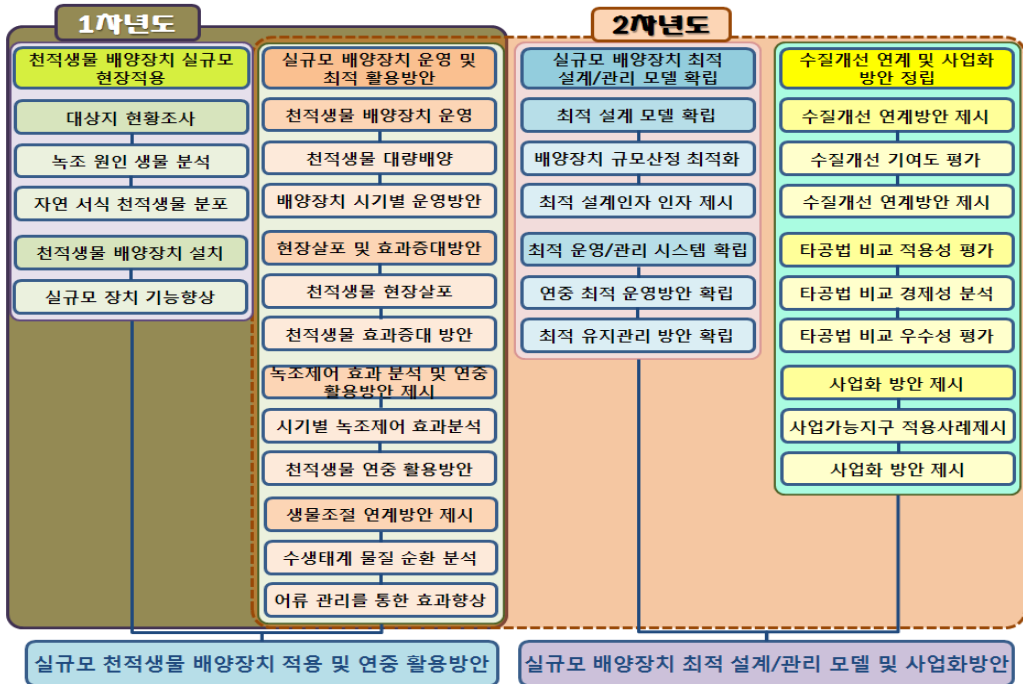 1차년도
2차년도
천적생물 배양장치 실규모
현장적용
대상지 현황조사
녹조 원인 생물 분석
자연 서식 천적생물 분포
천적생물 배양장치 설치
실규모 장치 기능향상
실규모 배양장치 운영 및
최적 활용방안
천적생물 배양장치 운영
천적생물 대량배양
배양장치 시기별 운영방안
현장살포 및 효과증대방안
천적생물 현장살포
천적생물 효과증대 방안
녹조제어 효과 분석 및 연중
활용방안 제시
시기별 녹조제어 효과분석
천적생물 연중 활용방안
생물조절 연계방안 제시
수생태계 물질 순환 분석
어류 관리를 통한 효과향상
실규모 배양장치 최적
설계/관리 모델 확립
최적 설계 모델 확립
배양장치 규모산정 최적화
최적 설계인자 인자 제시
최적 운영/관리 시스템 확립
연중 최적 운영방안 확립
최적 유지관리 방안 확립
수질개선 연계 및 사업화
방안 정립
수질개선 연계방안 제시
수질개선 기여도 평가
수질개선 연계방안 제시
타공법 비교 적용성 평가
타공법 비교 경제성 분석
타공법 비교 우수성 평가
사업화 방안 제시
사업가능지구 적용사례제시
사업화 방안 제시
실규모 천적생물 배양장치 적용 및 연중 활용방안
실규모 배양장치 최적 설계/관리 모델 및 사업화방안